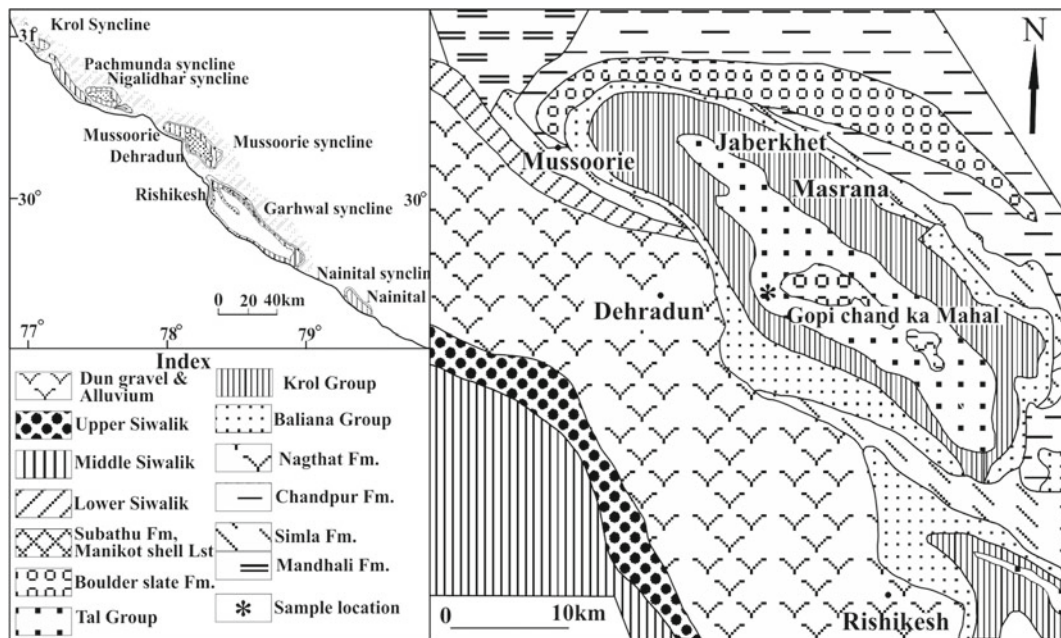 Krol Syncline
31°
Pachmunda syncline
Nigalidhar syncline
Mussoorie
Mussoorie syncline
Dehradun
30°
30°
Rishikesh
Garhwal syncline
Nainital synclin
0 20 40km
Nainital
77°
78°
79°
Index
Dun gravel &
Alluvium
Upper Siwalik
Middle Siwalik
Lower Siwalik
Subathu Fm,
Manikot shell Lst
Boulder slate Fm.
Tal Group
Krol Group
Baliana Group
Nagthat Fm.
Chandpur Fm.
Simla Fm.
Mandhali Fm.
Sample location
N
Jaberkhet
Mussoorie
Masrana
Dehradun
Gopi chand ka Mahal
0 10km
Rishikesh